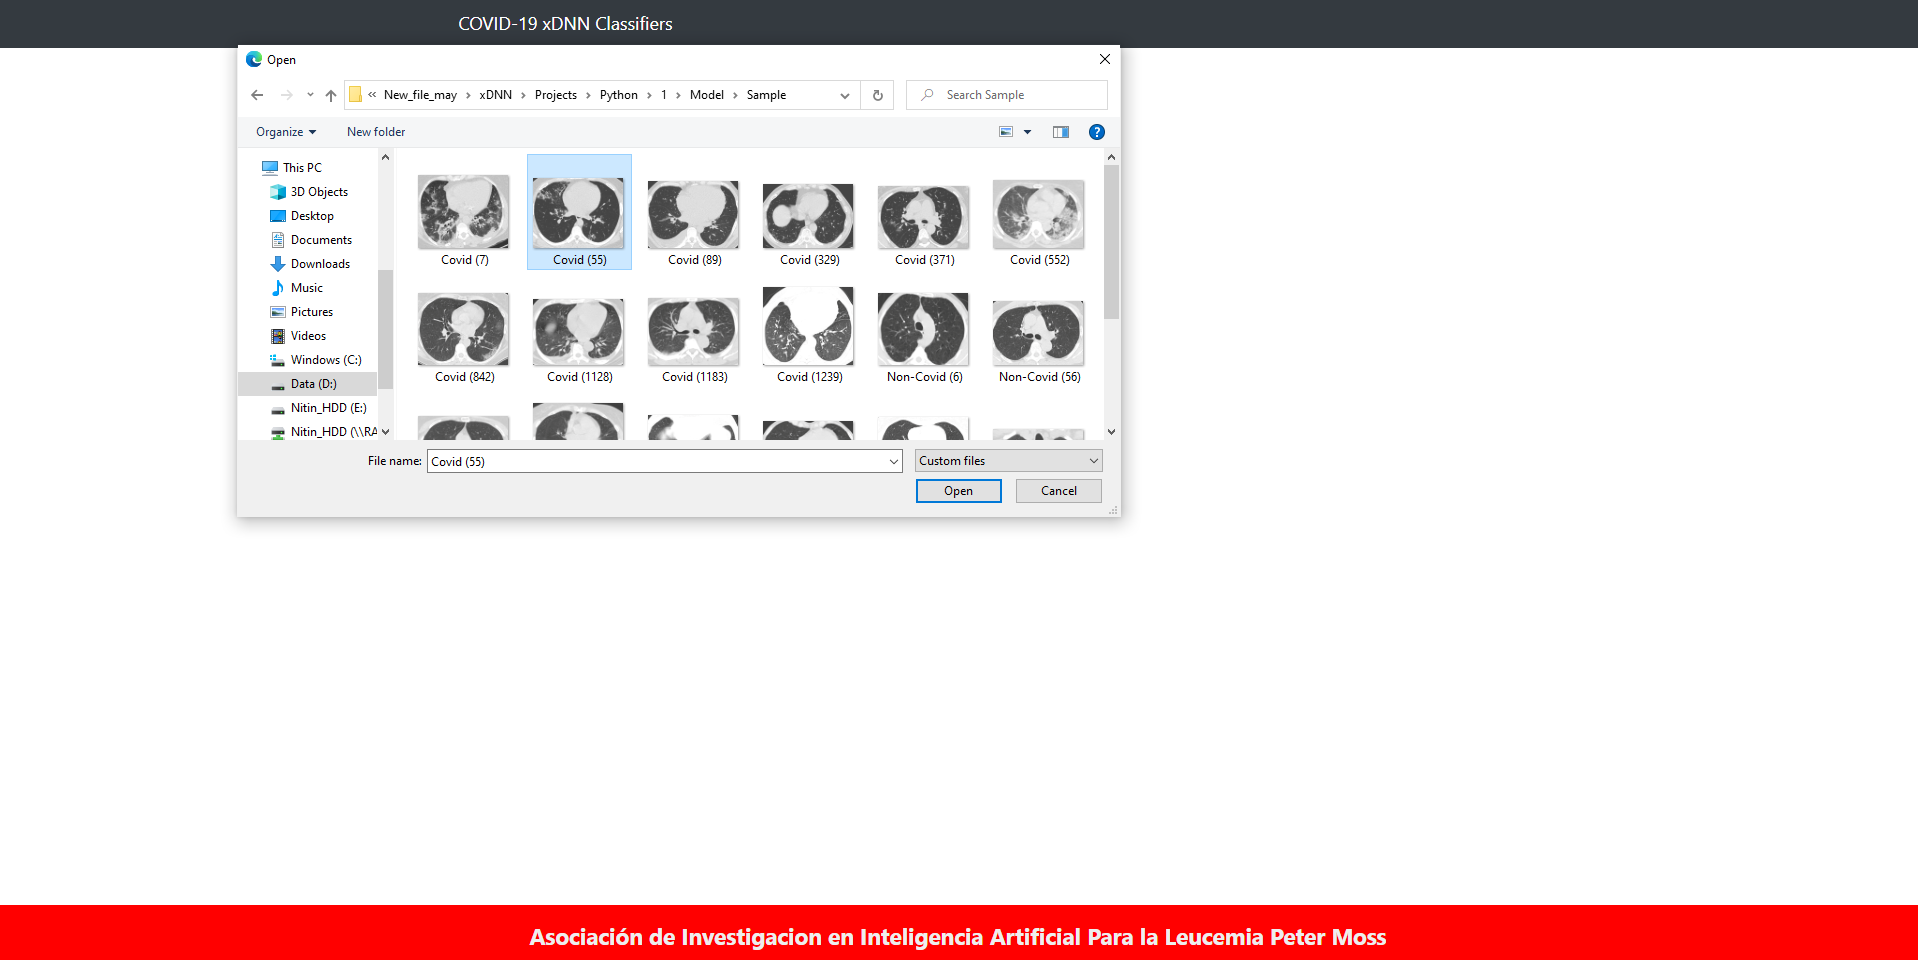 COVID-19 xDNN Classifiers
Open
« New_file_may › xDNN › Projects › Python › 1 › Model › Sample
Search Sample
Organize
New folder
This PC
3D Objects
Desktop
Documents
Downloads
Music
Pictures
Videos
Windows (C:)
Data (D:)
Nitin_HDD (E:)
Nitin_HDD (\\RA
Covid (7)
Covid (55)
Covid (89)
Covid (329)
Covid (371)
Covid (552)
Covid (842)
Covid (1128)
Covid (1183)
Covid (1239)
Non-Covid (6)
Non-Covid (56)
File name: Covid (55)
Custom files
Open
Cancel
Asociación de Investigacion en Inteligencia Artificial Para la Leucemia Peter Moss